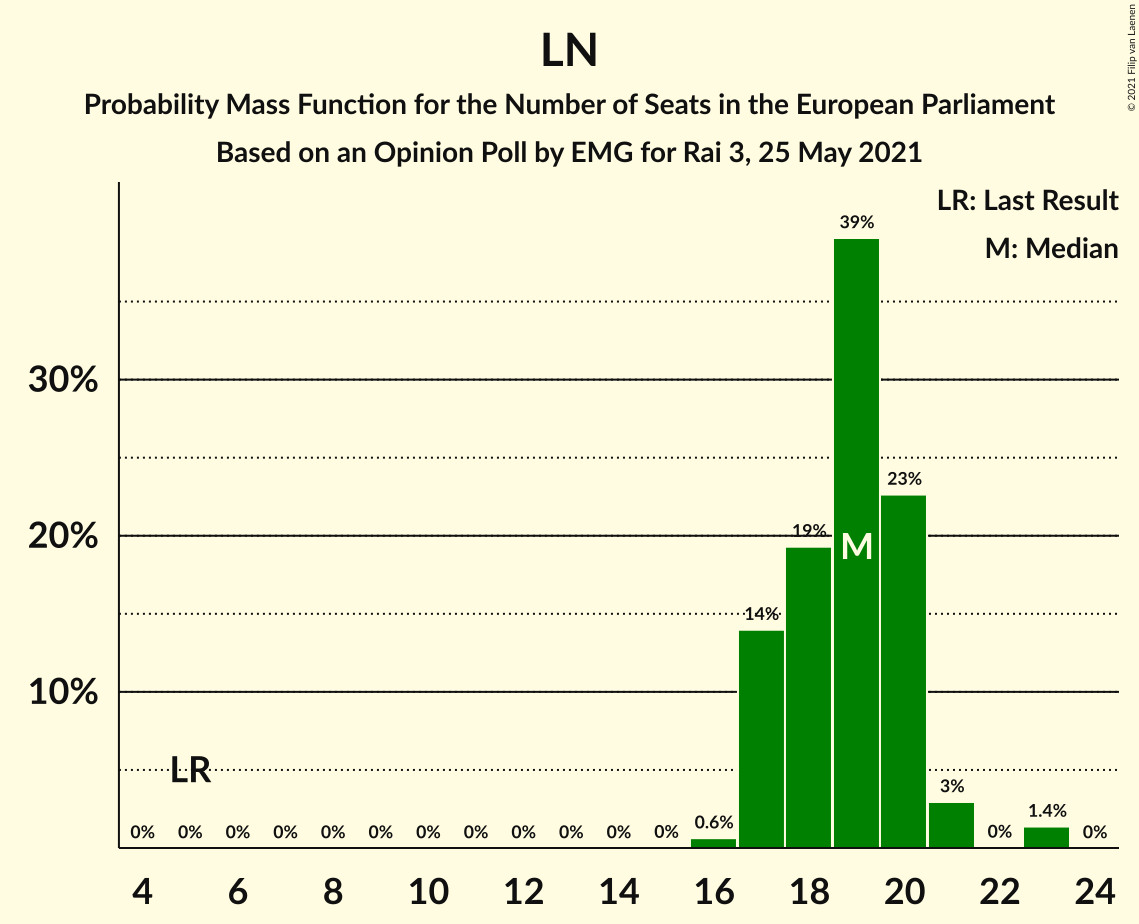 LN
Probability Mass Function for the Number of Seats in the European Parliament
Based on an Opinion Poll by EMG for Rai 3, 25 May 2021
© 2021 Filip van Laenen
LR: Last Result
M: Median
39%
30%
23%
20%
19%
M
14%
10%
LR
3%
1.4%
0.6%
0% 0% 0% 0% 0% 0% 0% 0% 0% 0% 0% 0% 0% 0%
4 6 8 10 12 14 16 18 20 22 24